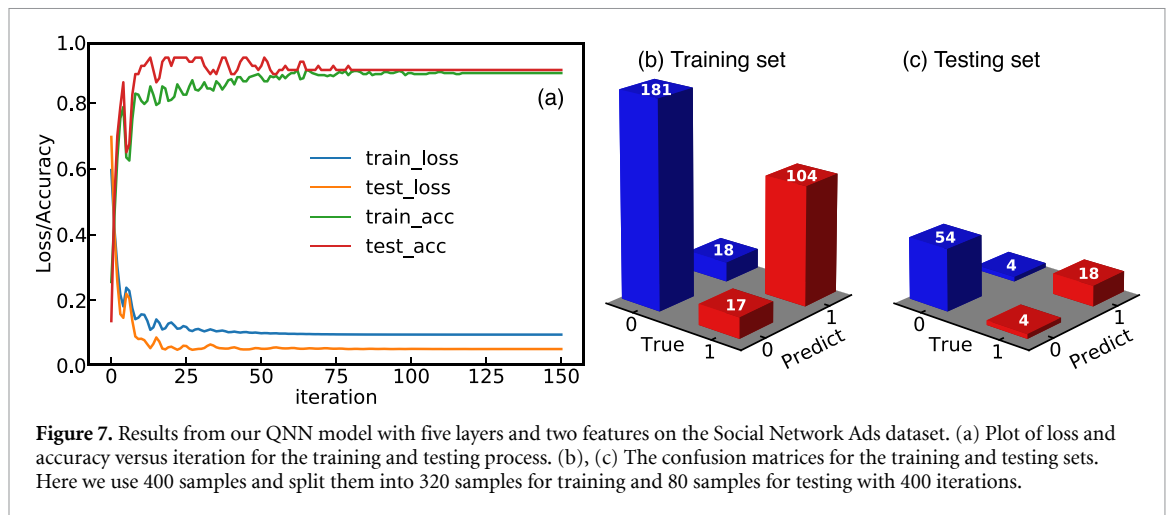 1.0
0.8
0.6
0.4
0.2
0.0
Loss/Accuracy
(a)
train_loss
test_loss
train_acc
test_acc
0 25 50 75 100 125 150
iteration
(b) Training set
181
104
18
17
0
True
1
0
Predict
1
(c) Testing set
54
4
18
4
0
True
1
0
Predict
1
Figure 7. Results from our QNN model with five layers and two features on the Social Network Ads dataset. (a) Plot of loss and
accuracy versus iteration for the training and testing process. (b), (c) The confusion matrices for the training and testing sets.
Here we use 400 samples and split them into 320 samples for training and 80 samples for testing with 400 iterations.